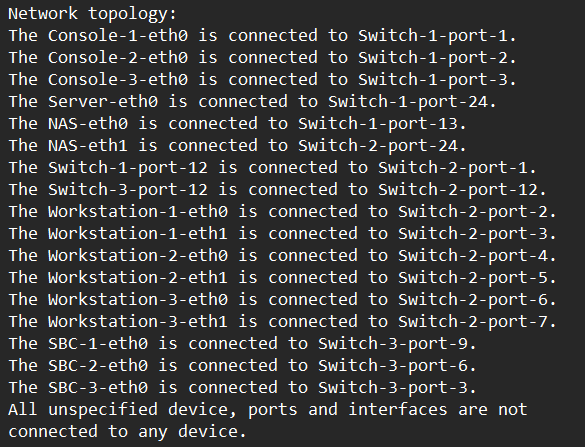 Network topology:
The Console-1-eth0 is connected to Switch-1-port-1.
The Console-2-eth0 is connected to Switch-1-port-2.
The Console-3-eth0 is connected to Switch-1-port-3.
The Server-eth0 is connected to Switch-1-port-24.
The NAS-eth0 is connected to Switch-1-port-13.
The NAS-eth1 is connected to Switch-2-port-24.
The Switch-1-port-12 is connected to Switch-2-port-1.
The Switch-3-port-12 is connected to Switch-2-port-12.
The Workstation-1-eth0 is connected to Switch-2-port-2.
The Workstation-1-eth1 is connected to Switch-2-port-3.
The Workstation-2-eth0 is connected to Switch-2-port-4.
The Workstation-2-eth1 is connected to Switch-2-port-5.
The Workstation-3-eth0 is connected to Switch-2-port-6.
The Workstation-3-eth1 is connected to Switch-2-port-7.
The SBC-1-eth0 is connected to Switch-3-port-9.
The SBC-2-eth0 is connected to Switch-3-port-6.
The SBC-3-eth0 is connected to Switch-3-port-3.
All unspecified device, ports and interfaces are not
connected to any device.